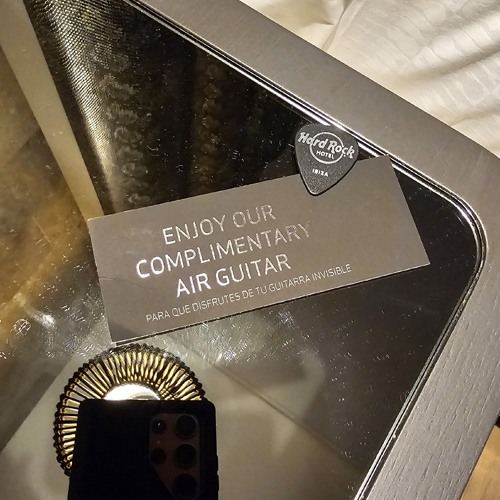 Hard Rock
HOTEL
IBIZA
ENJOY OUR
COMPLIMENTARY
AIR GUITAR
PARA QUE DISFRUTES DE TU GUITARRA INVISIBLE